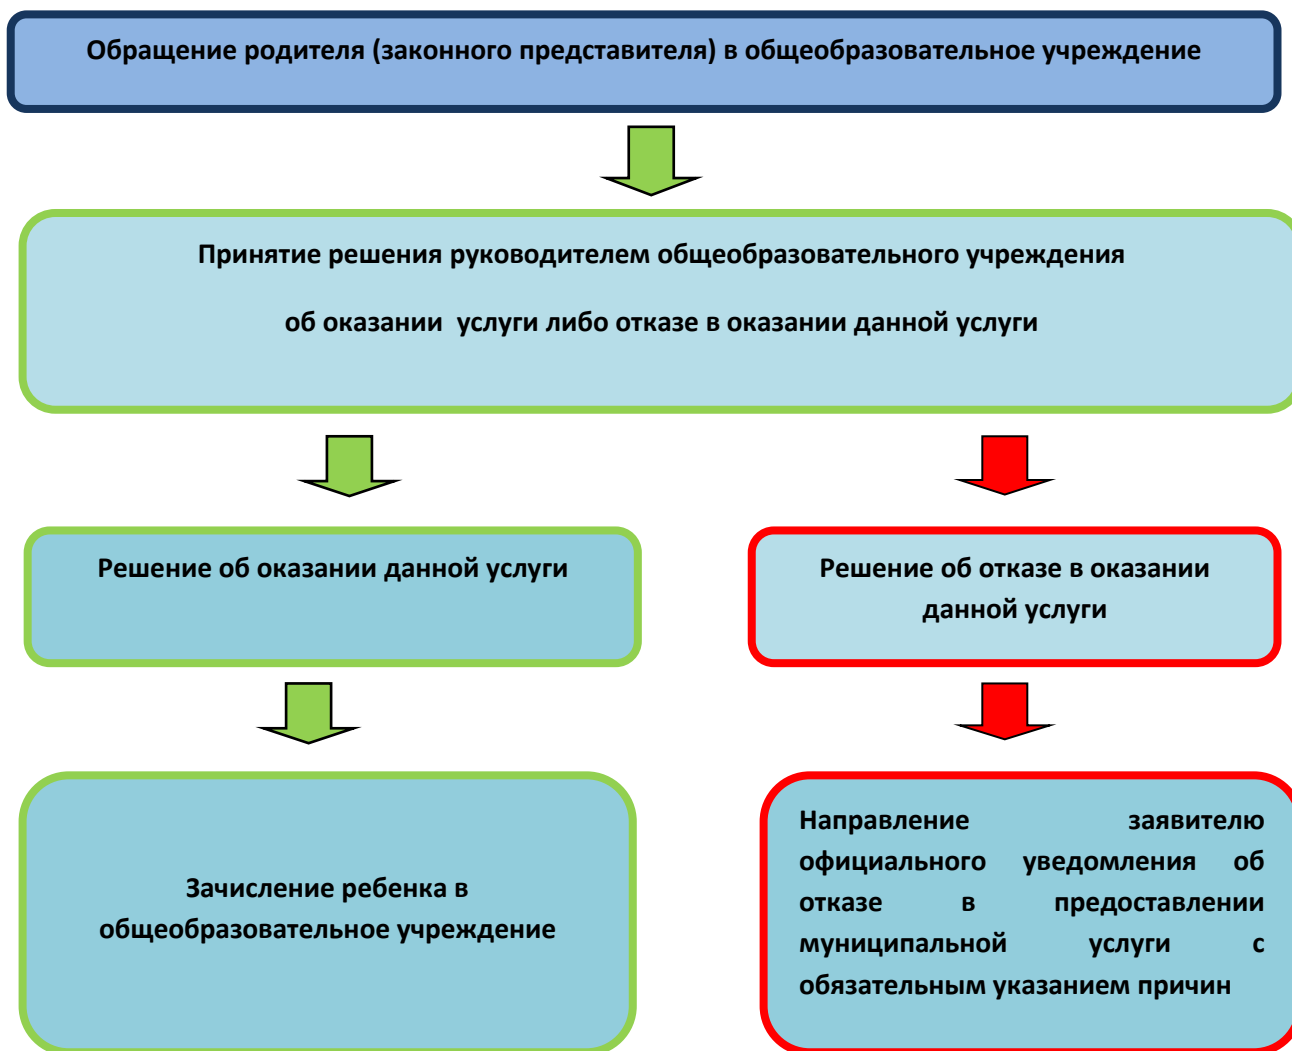 Обращение родителя (законного представителя) в общеобразовательное учреждение
Принятие решения руководителем общеобразовательного учреждения
об оказании  услуги либо отказе в оказании данной услуги
Решение об оказании данной услуги
Решение об отказе в оказании
данной услуги
Зачисление ребенка в
общеобразовательное учреждение
Направление заявителю
официального уведомления об
отказе в предоставлении
муниципальной услуги с
обязательным указанием причин